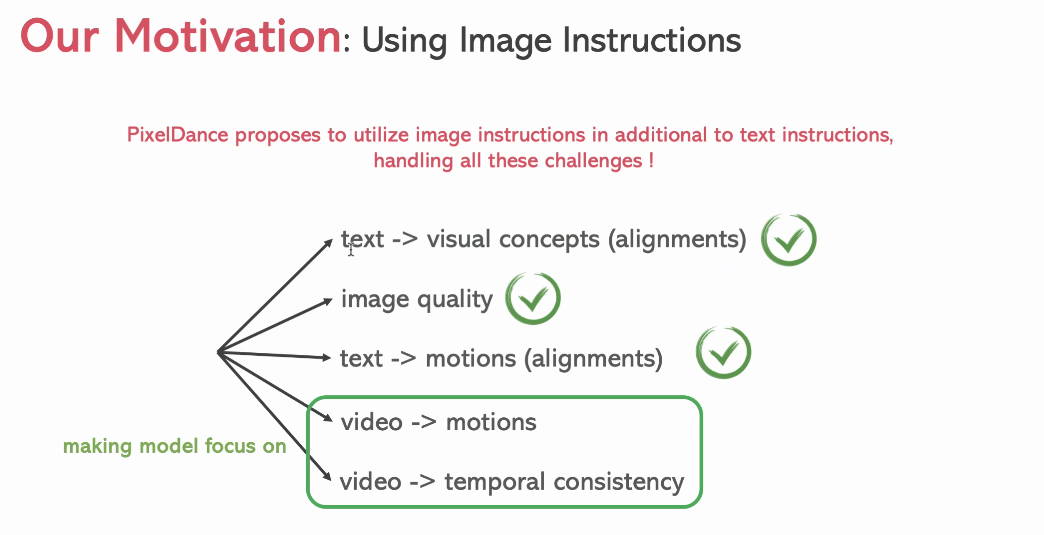 Our Motivation: Using Image Instructions
PixelDance proposes to utilize image instructions in additional to text instructions,
handling all these challenges !
text -> visual concepts (alignments)
image quality
text -> motions (alignments)
video -> motions
making model focus on
video -> temporal consistency